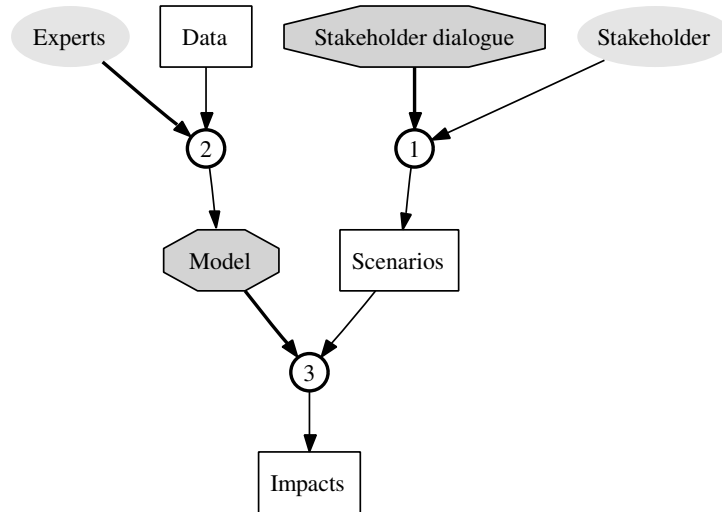 Experts
Data
Stakeholder dialogue
Stakeholder
2
1
Model
Scenarios
3
Impacts